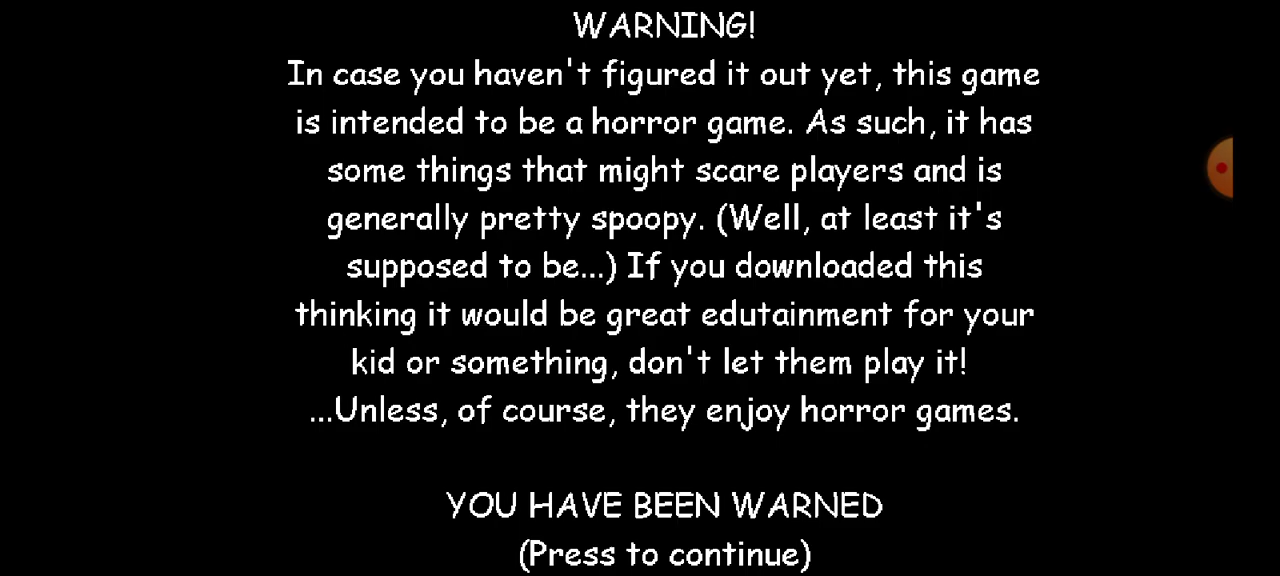 WARNING!
In case you haven't figured it out yet, this game
is intended to be a horror game. As such, it has
some things that might scare players and is
generally pretty spoopy. (Well, at least it's
supposed to be...) If you downloaded this
thinking it would be great edutainment for your
kid or something, don't let them play it!
...Unless, of course, they enjoy horror games.
YOU HAVE BEEN WARNED
(Press to continue)